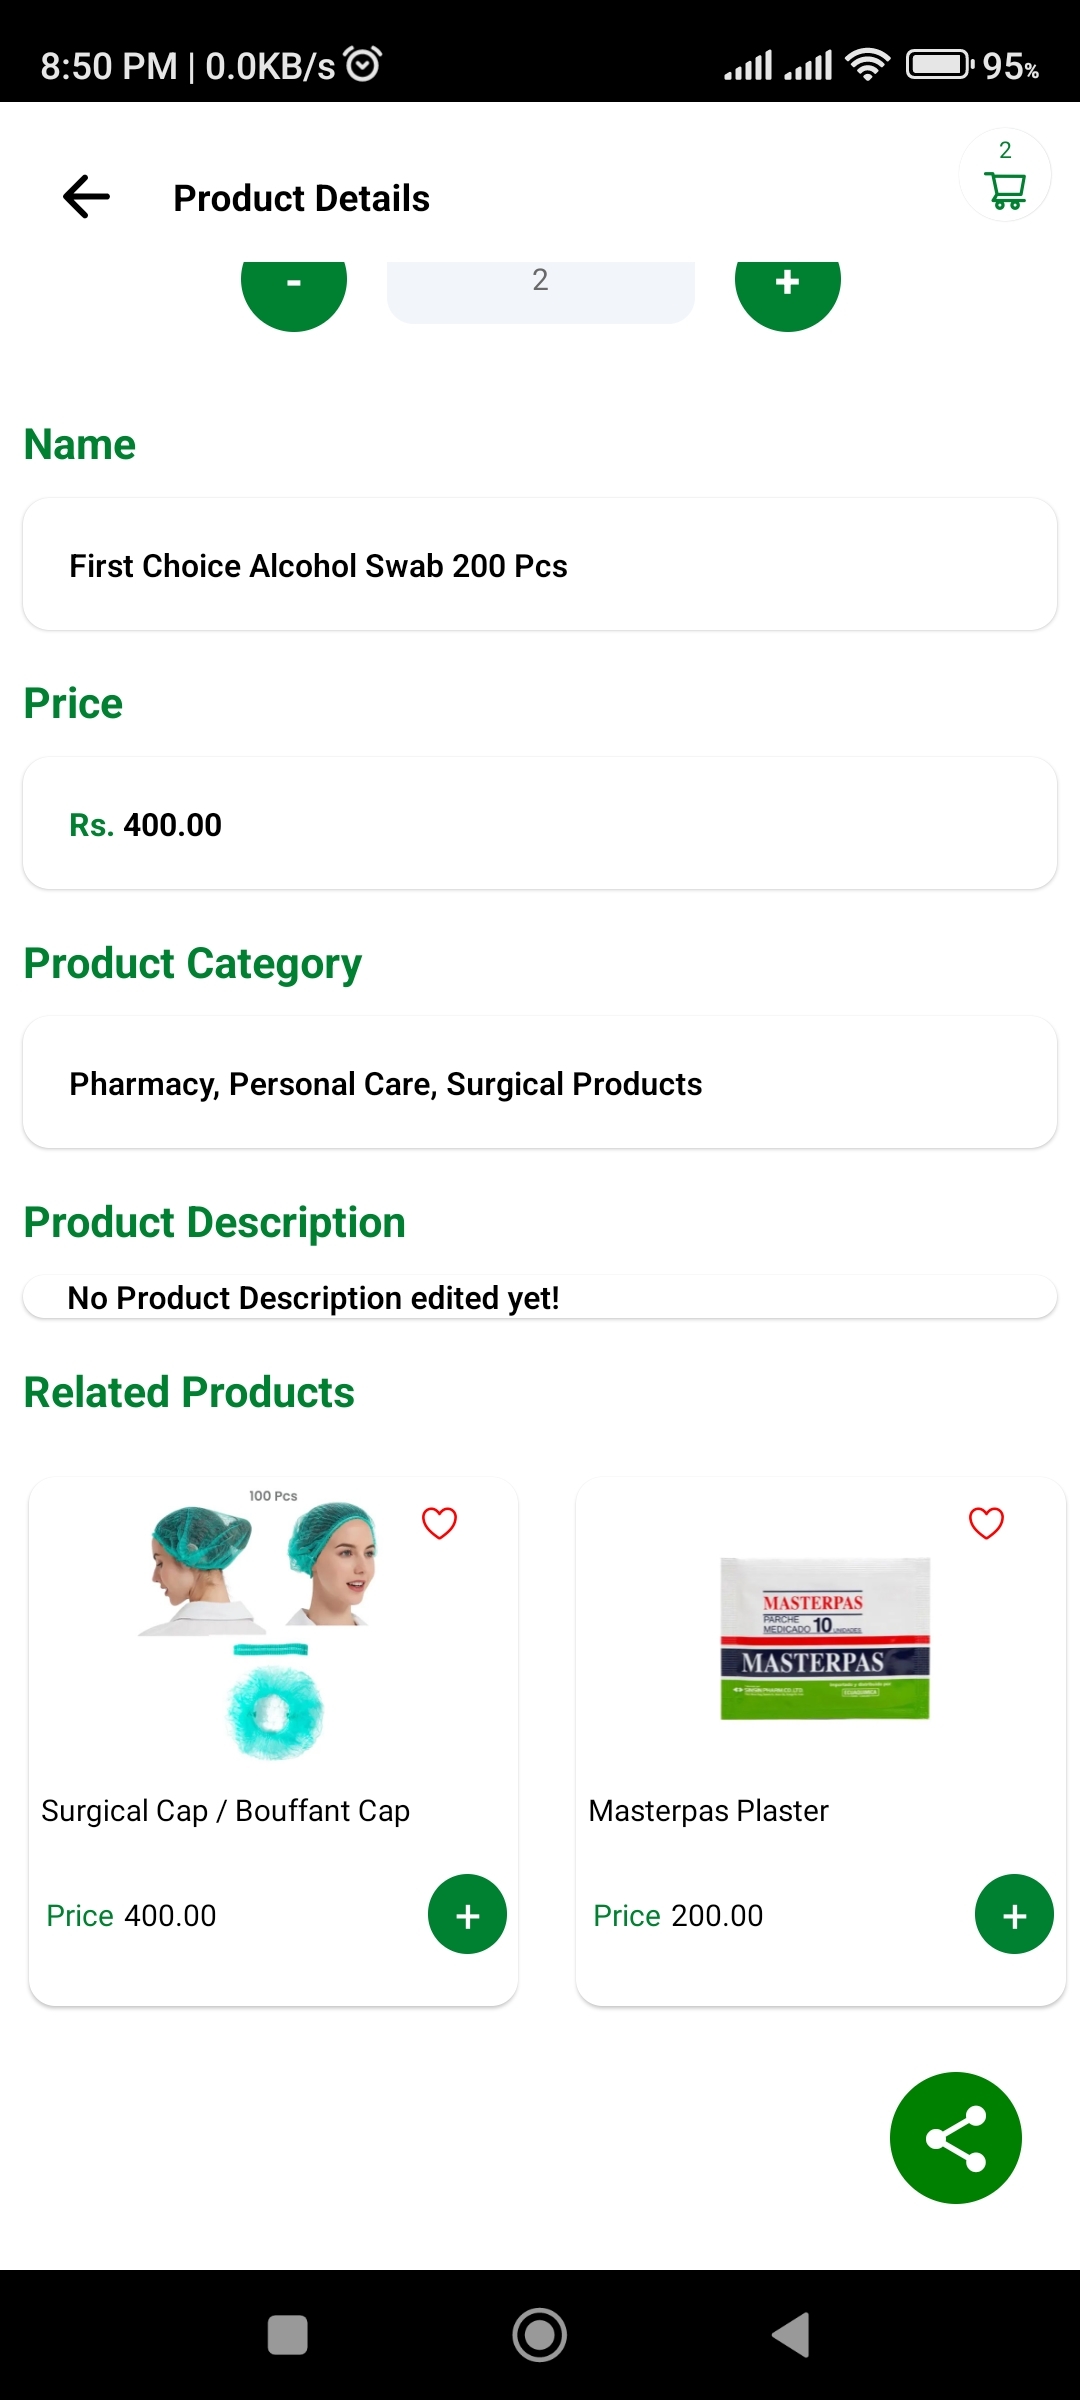 8:50 PM | 0.0KB/s 95%
2
Product Details
- 2 +
Name
First Choice Alcohol Swab 200 Pcs
Price
Rs. 400.00
Product Category
Pharmacy, Personal Care, Surgical Products
Product Description
No Product Description edited yet!
Related Products
100 Pcs
Surgical Cap / Bouffant Cap
Price 400.00 +
MASTERPAS
PARCHE
MEDICADO 10 UNIDADES
MASTERPAS
Masterpas Plaster
Price 200.00 +